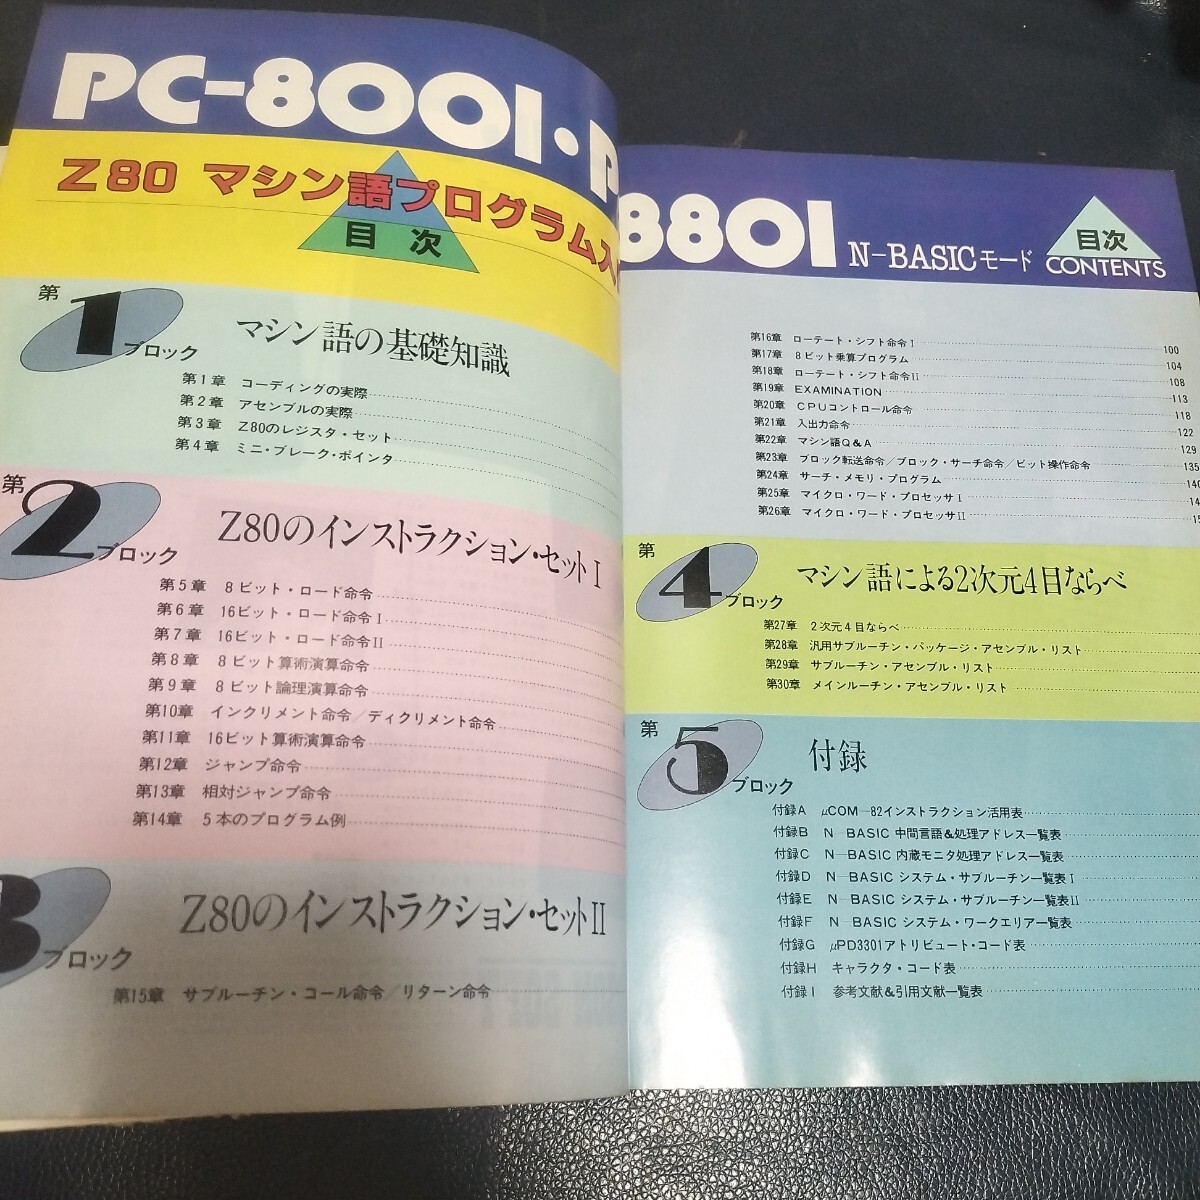 PC-8001・P
Z80 マシン語プログラム入
目次
第1ブロック
マシン語の基礎知識
第1章 コーディングの実際
第2章 アセンブルの実際
第3章 Z80のレジスタ・セット
第4章 ミニ・ブレーク・ポインタ
第2ブロック
Z80のインストラクション・セットI
第5章 8ビット・ロード命令
第6章 16ビット・ロード命令I
第7章 16ビット・ロード命令II
第8章 8ビット算術演算命令
第9章 8ビット論理演算命令
第10章 インクリメント命令/ディクリメント命令
第11章 16ビット算術演算命令
第12章 ジャンプ命令
第13章 相対ジャンプ命令
第14章 5本のプログラム例
3ブロック
Z80のインストラクション・セットII
第15章 サブルーチン・コール命令/リターン命令
8801 N-BASICモード
目次
CONTENTS
第16章 ローテート・シフト命令I 100
第17章 8ビット乗算プログラム 104
第18章 ローテート・シフト命令II 108
第19章 EXAMINATION 113
第20章 CPUコントロール命令 118
第21章 入出力命令 122
第22章 マシン語Q&A 129
第23章 ブロック転送命令/ブロック・サーチ命令/ビット操作命令 135
第24章 サーチ・メモリ・プログラム 140
第25章 マイクロ・ワード・プロセッサI 14
第26章 マイクロ・ワード・プロセッサII 15
第4ブロック
マシン語による2次元4目ならべ
第27章 2次元4目ならべ
第28章 汎用サブルーチン・パッケージ・アセンブル・リスト
第29章 サブルーチン・アセンブル・リスト
第30章 メインルーチン・アセンブル・リスト
第5ブロック
付録
付録A μCOM-82インストラクション活用表
付録B N-BASIC 中間言語&処理アドレス一覧表
付録C N-BASIC 内蔵モニタ処理アドレス一覧表
付録D N-BASIC システム・サブルーチン一覧表I
付録E N-BASIC システム・サブルーチン一覧表II
付録F N-BASIC システム・ワークエリア一覧表
付録G μPD3301アトリビュート・コード表
付録H キャラクタ・コード表
付録I 参考文献&引用文献一覧表